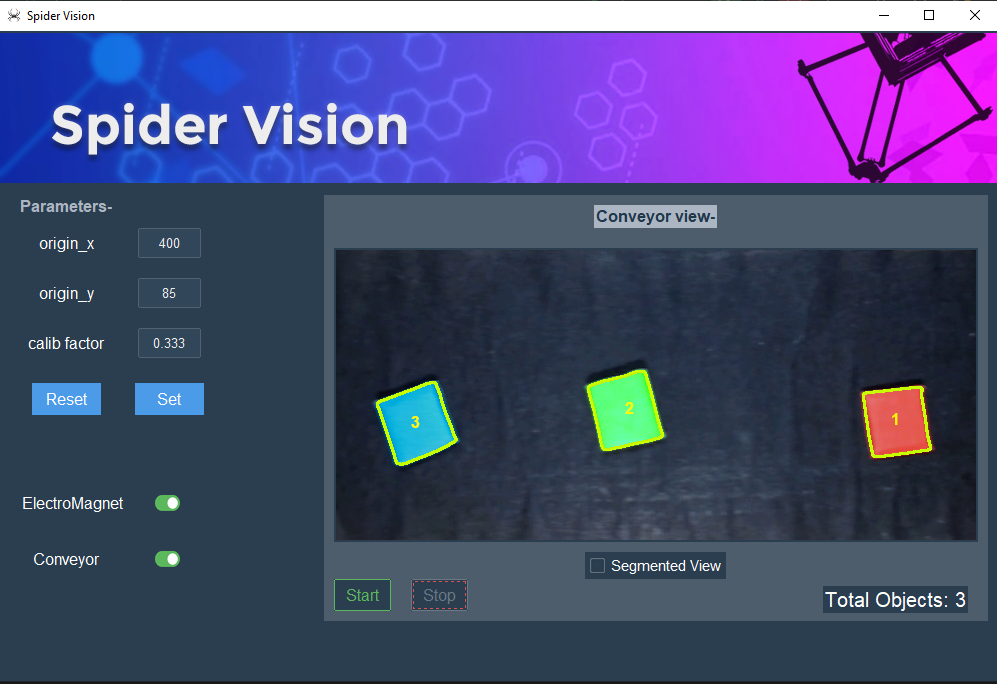 Spider Vision
Spider Vision
Parameters-
origin_x 400
origin_y 85
calib factor 0.333
Reset Set
ElectroMagnet
Conveyor
Conveyor view-
3 2 1
Segmented View
Start Stop
Total Objects: 3